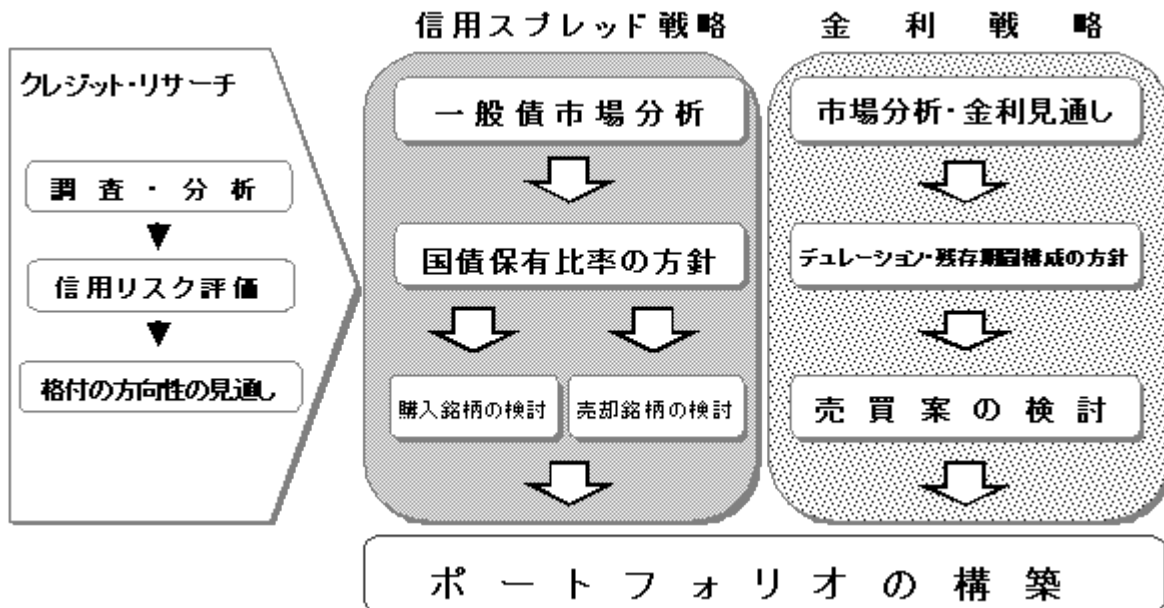 信用スプレッド戦略
金利戦略
クレジット・リサーチ
調査・分析
信用リスク評価
格付の方向性の見通し
一般債市場分析
国債保有比率の方針
購入銘柄の検討
売却銘柄の検討
市場分析・金利見通し
デュレーション・残存期間構成の方針
売買案の検討
ポートフォリオの構築